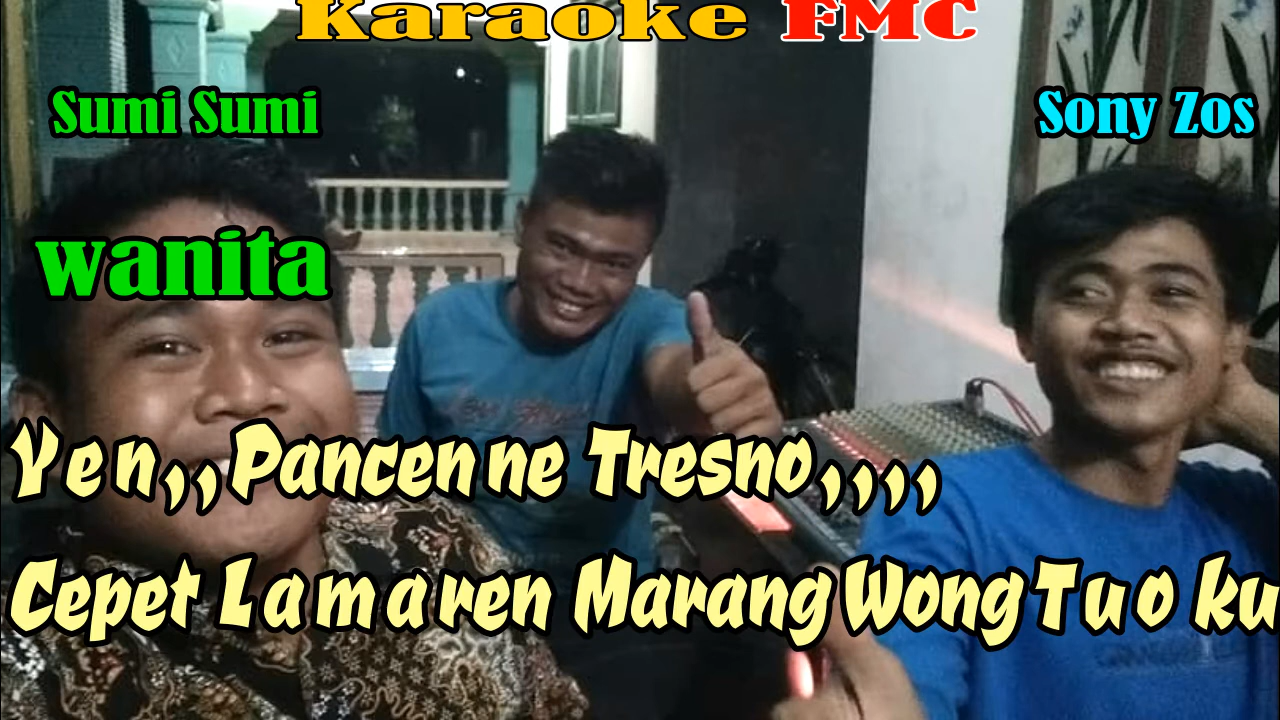 Karaoke FMC
Sumi Sumi
Sony Zos
wanita
Yen,,Pancenne Tresno,,,,
Cepet Lamaren Marang Wong Tuo ku